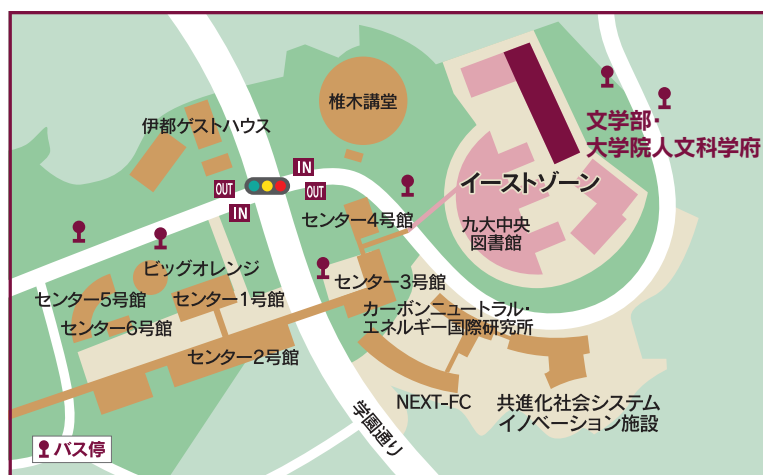 椎木講堂
伊都ゲストハウス
文学部・
大学院人文科学府
IN
OUT
OUT
IN
イーストゾーン
センター4号館
九大中央
図書館
ビッグオレンジ
センター3号館
センター5号館
センター1号館
カーボンニュートラル・
エネルギー国際研究所
センター6号館
センター2号館
NEXT-FC
共進化社会システム
イノベーション施設
学園通り
バス停